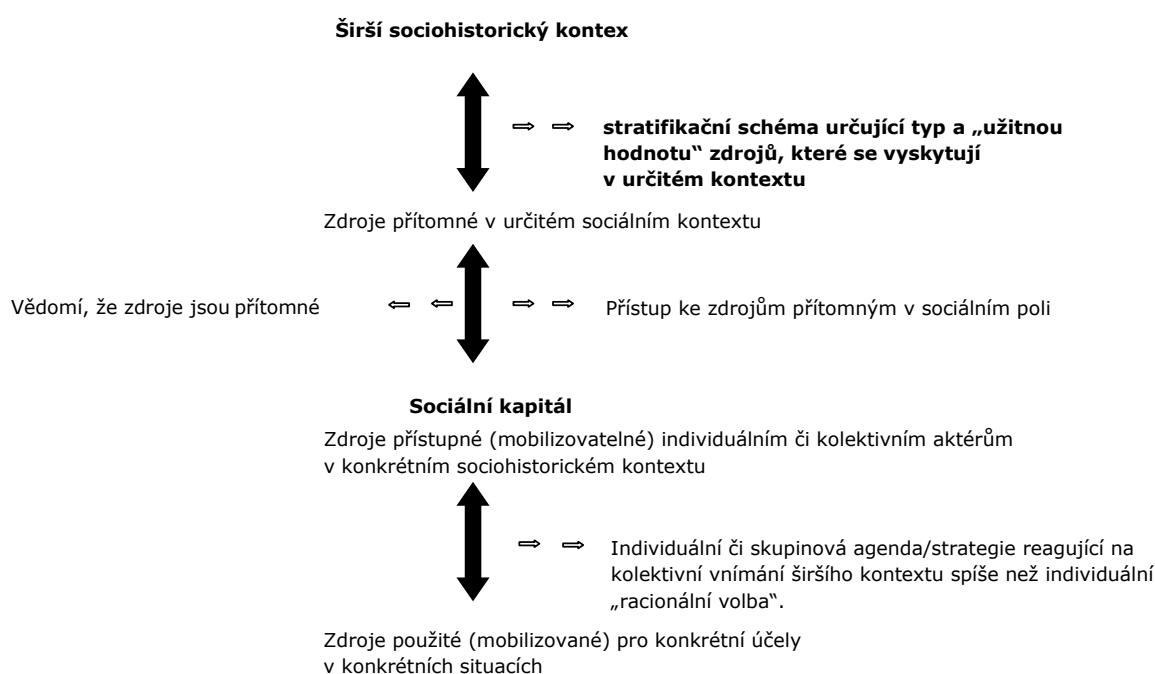 Širší sociohistorický kontex
stratifikační schéma určující typ a „užitnou
hodnotu“ zdrojů, které se vyskytují
v určitém kontextu
Zdroje přítomné v určitém sociálním kontextu
Vědomí, že zdroje jsou přítomné
Přístup ke zdrojům přítomným v sociálním poli
Sociální kapitál
Zdroje přístupné (mobilizovatelné) individuálním či kolektivním aktérům
v konkrétním sociohistorickém kontextu
Individuální či skupinová agenda/strategie reagující na
kolektivní vnímání širšího kontextu spíše než individuální
„racionální volba“.
Zdroje použité (mobilizované) pro konkrétní účely
v konkrétních situacích